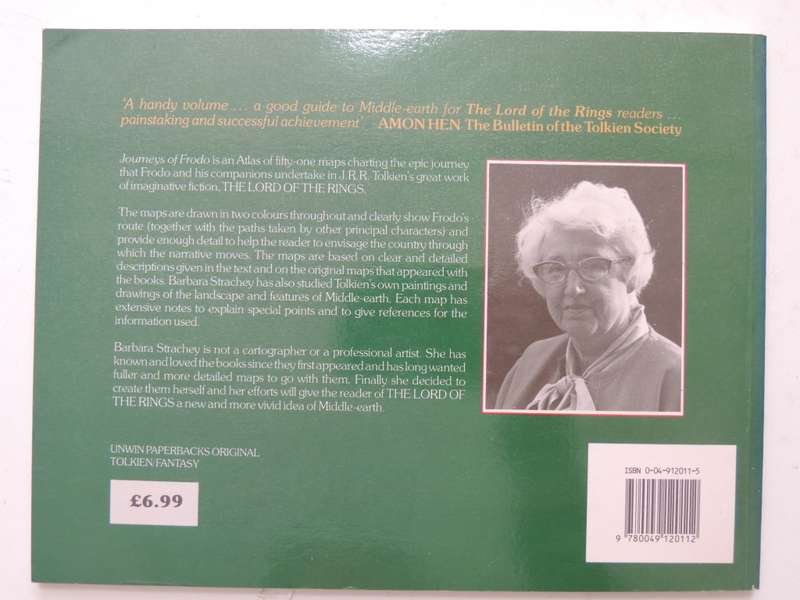 'A handy volume ... a good guide to Middle-earth for The Lord of the Rings readers ...
painstaking and successful achievement' AMON HEN The Bulletin of the Tolkien Society
Journeys of Frodo is an Atlas of fifty-one maps charting the epic journey
that Frodo and his companions undertake in J.R.R. Tolkien's great work
of imaginative fiction, THE LORD OF THE RINGS.
The maps are drawn in two colours throughout and clearly show Frodo's
route (together with the paths taken by other principal characters) and
provide enough detail to help the reader to envisage the country through
which the narrative moves. The maps are based on clear and detailed
descriptions given in the text and on the original maps that appeared with
the books. Barbara Strachey has also studied Tolkien's own paintings and
drawings of the landscape and features of Middle-earth. Each map has
extensive notes to explain special points and to give references for the
information used.
Barbara Strachey is not a cartographer or a professional artist. She has
known and loved the books since they first appeared and has long wanted
fuller and more detailed maps to go with them. Finally she decided to
create them herself and her efforts will give the reader of THE LORD OF
THE RINGS a new and more vivid idea of Middle-earth.
UNWIN PAPERBACKS ORIGINAL
TOLKIEN/FANTASY
£6.99
ISBN 0-04-912011-5
9 780049 120112